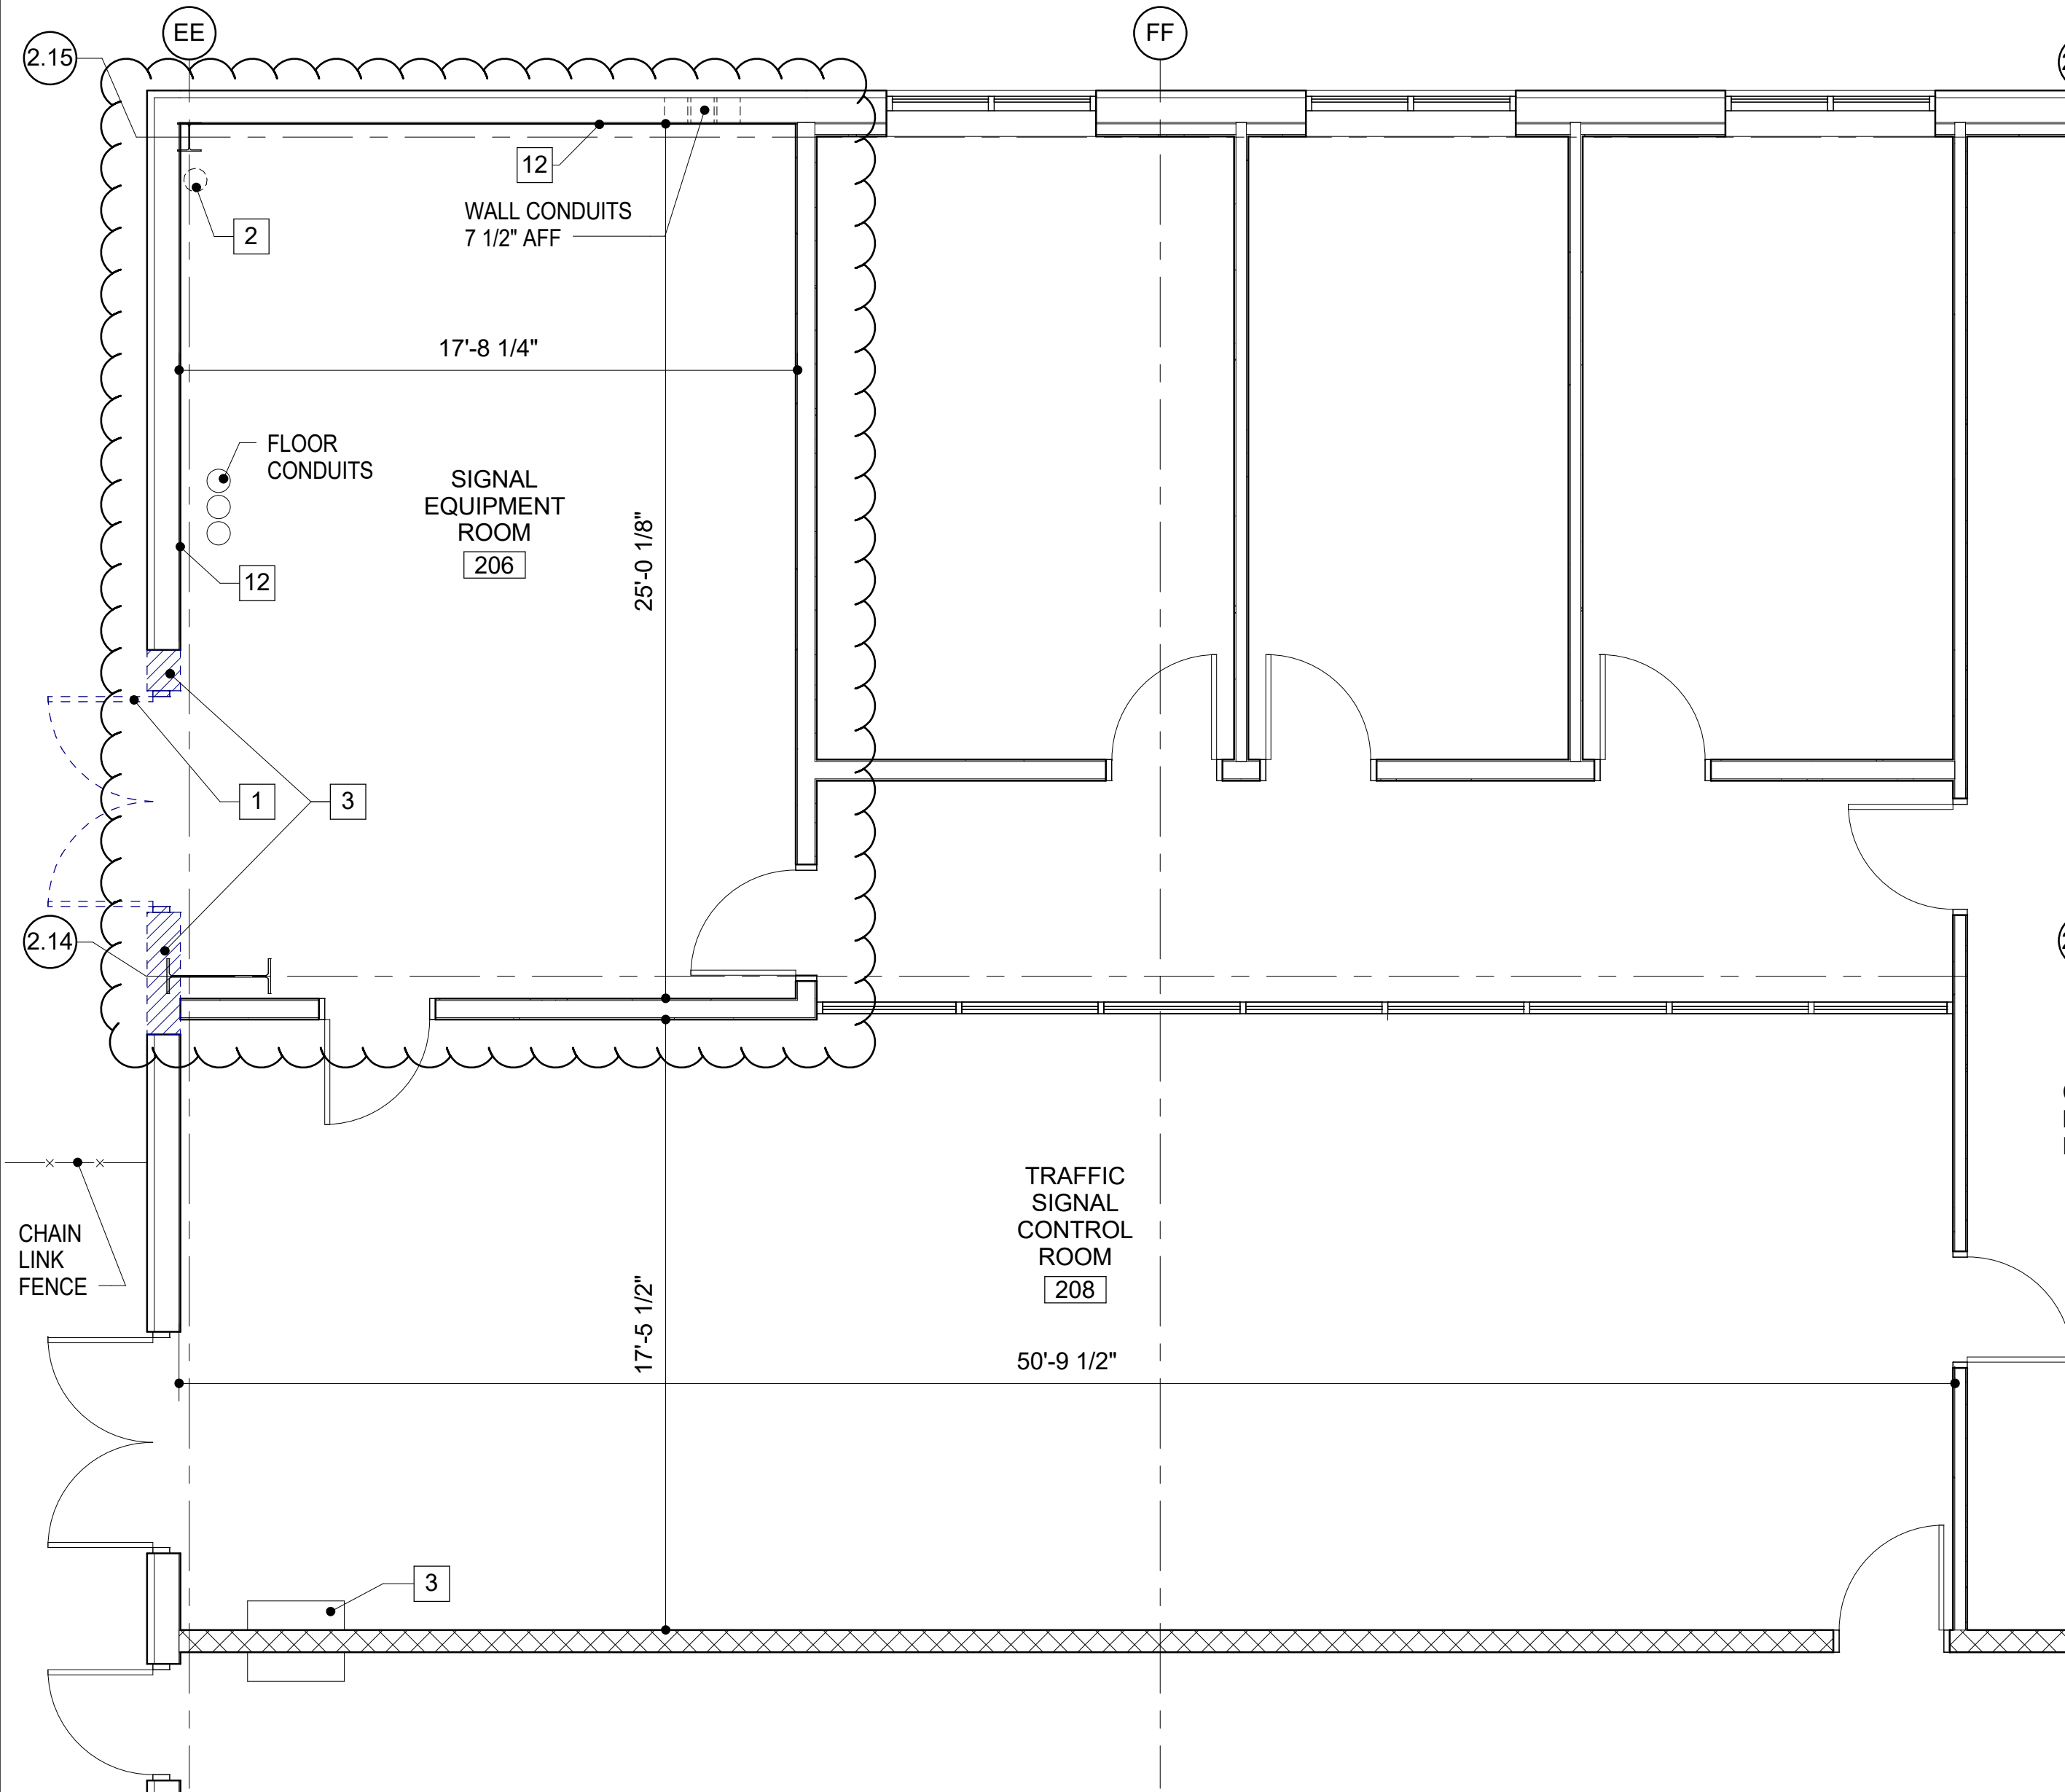 EE
FF
2.15
12
WALL CONDUITS
7 1/2" AFF
2
17'-8 1/4"
FLOOR
CONDUITS
SIGNAL
EQUIPMENT
ROOM
206
25'-0 1/8"
12
1
3
2.14
TRAFFIC
SIGNAL
CONTROL
ROOM
208
CHAIN
LINK
FENCE
17'-5 1/2"
50'-9 1/2"
3